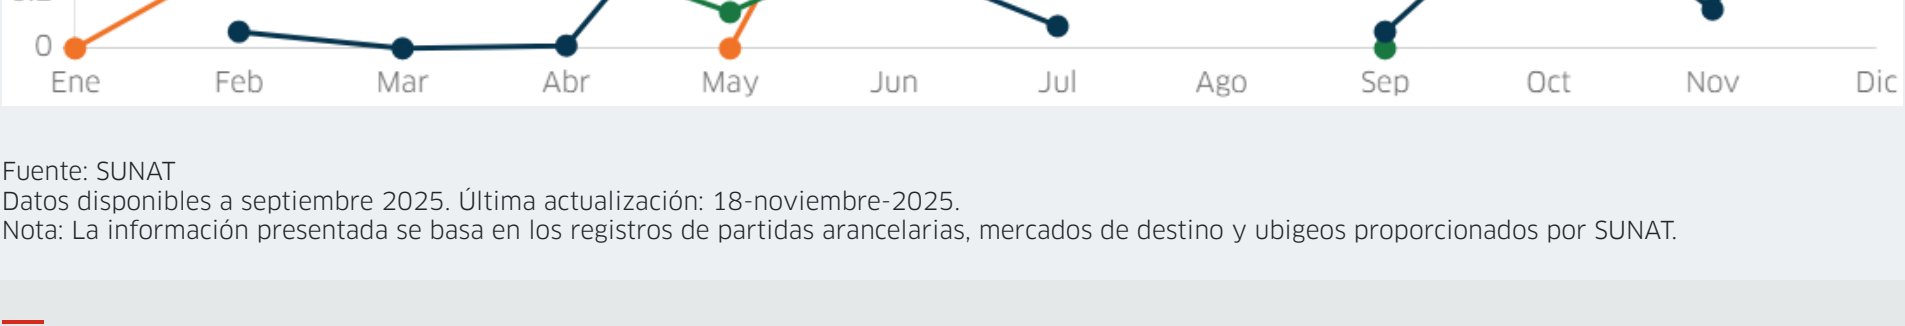 0
Ene Feb Mar Abr May Jun Jul Ago Sep Oct Nov Dic
Fuente: SUNAT
Datos disponibles a septiembre 2025. Última actualización: 18-noviembre-2025.
Nota: La información presentada se basa en los registros de partidas arancelarias, mercados de destino y ubigeos proporcionados por SUNAT.